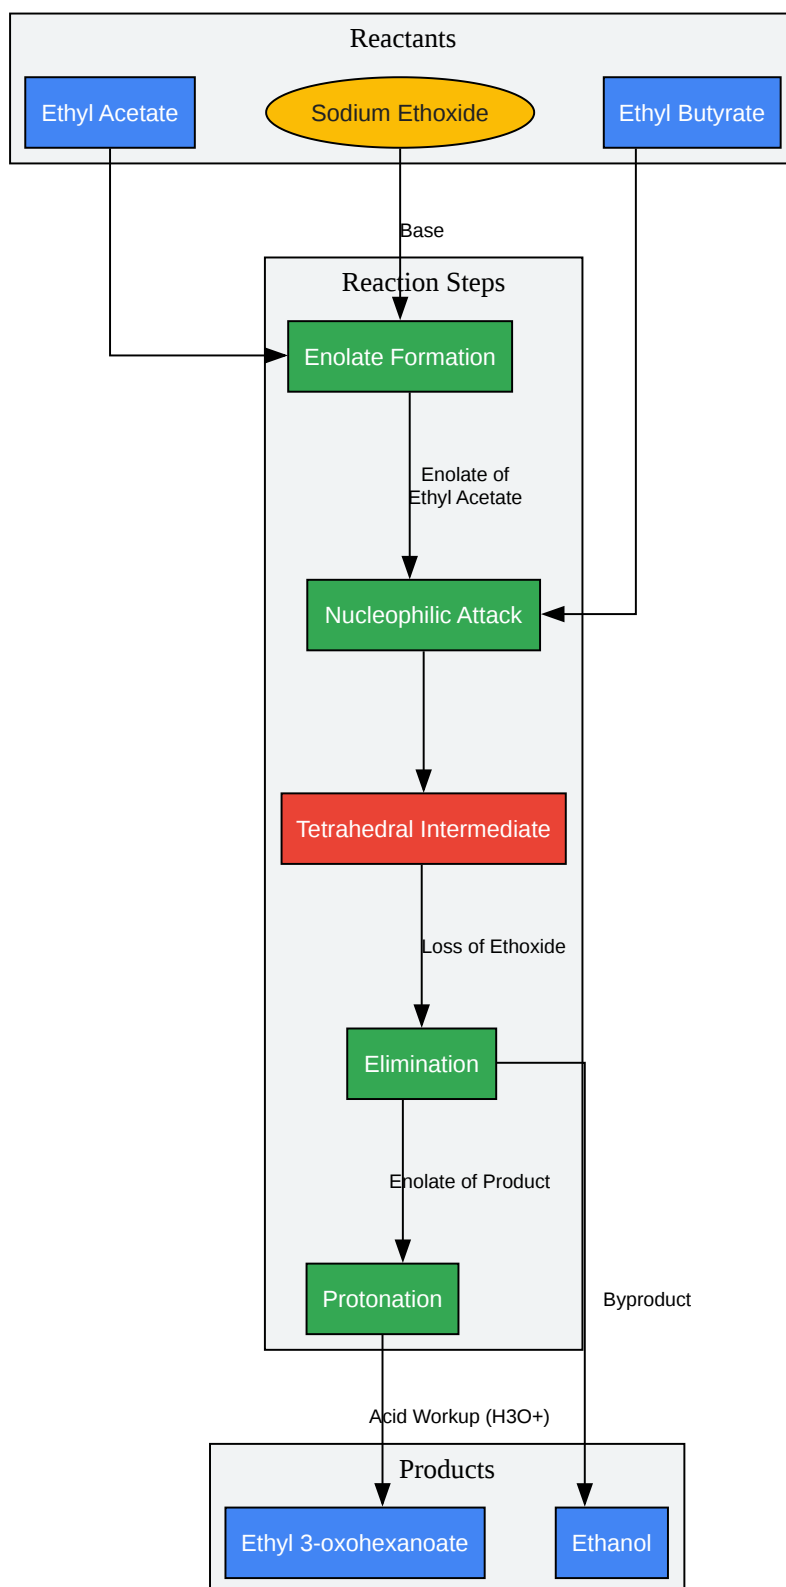 Reactants
Ethyl Acetate
Sodium Ethoxide
Ethyl Butyrate
Base
Reaction Steps
Enolate Formation
Enolate of
Ethyl Acetate
Nucleophilic Attack
Tetrahedral Intermediate
Loss of Ethoxide
Elimination
Enolate of Product
Protonation
Byproduct
Acid Workup (H3O+)
Products
Ethyl 3-oxohexanoate
Ethanol